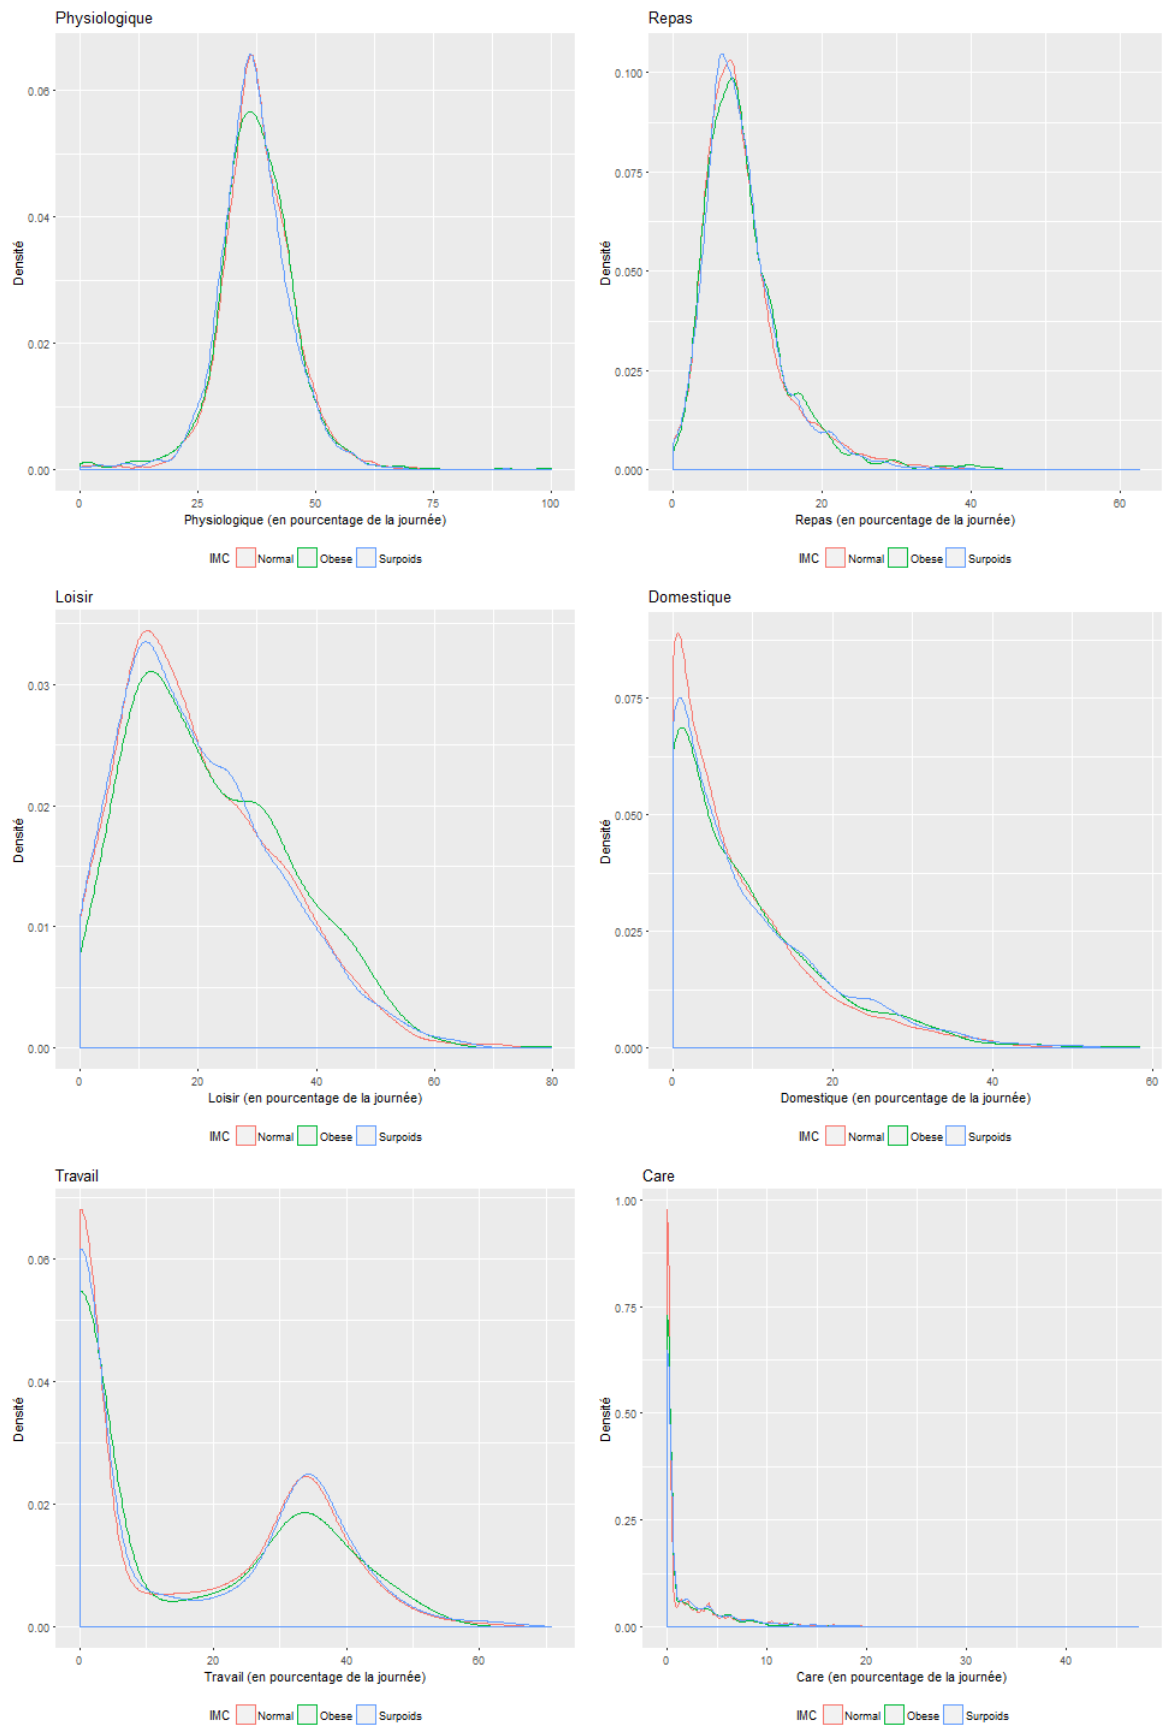 Physiologique
0.06
0.04
0.02
0.00
Densité
0 25 50 75 100
Physiologique (en pourcentage de la journée)
IMC Normal Obese Surpoids
Repas
0.100
0.075
0.050
0.025
0.000
Densité
0 20 40 60
Repas (en pourcentage de la journée)
IMC Normal Obese Surpoids
Loisir
0.03
0.02
0.01
0.00
Densité
0 20 40 60 80
Loisir (en pourcentage de la journée)
IMC Normal Obese Surpoids
Domestique
0.075
0.050
0.025
0.000
Densité
0 20 40 60
Domestique (en pourcentage de la journée)
IMC Normal Obese Surpoids
Travail
0.06
0.04
0.02
0.00
Densité
0 20 40 60
Travail (en pourcentage de la journée)
IMC Normal Obese Surpoids
Care
1.00
0.75
0.50
0.25
0.00
Densité
0 10 20 30 40
Care (en pourcentage de la journée)
IMC Normal Obese Surpoids